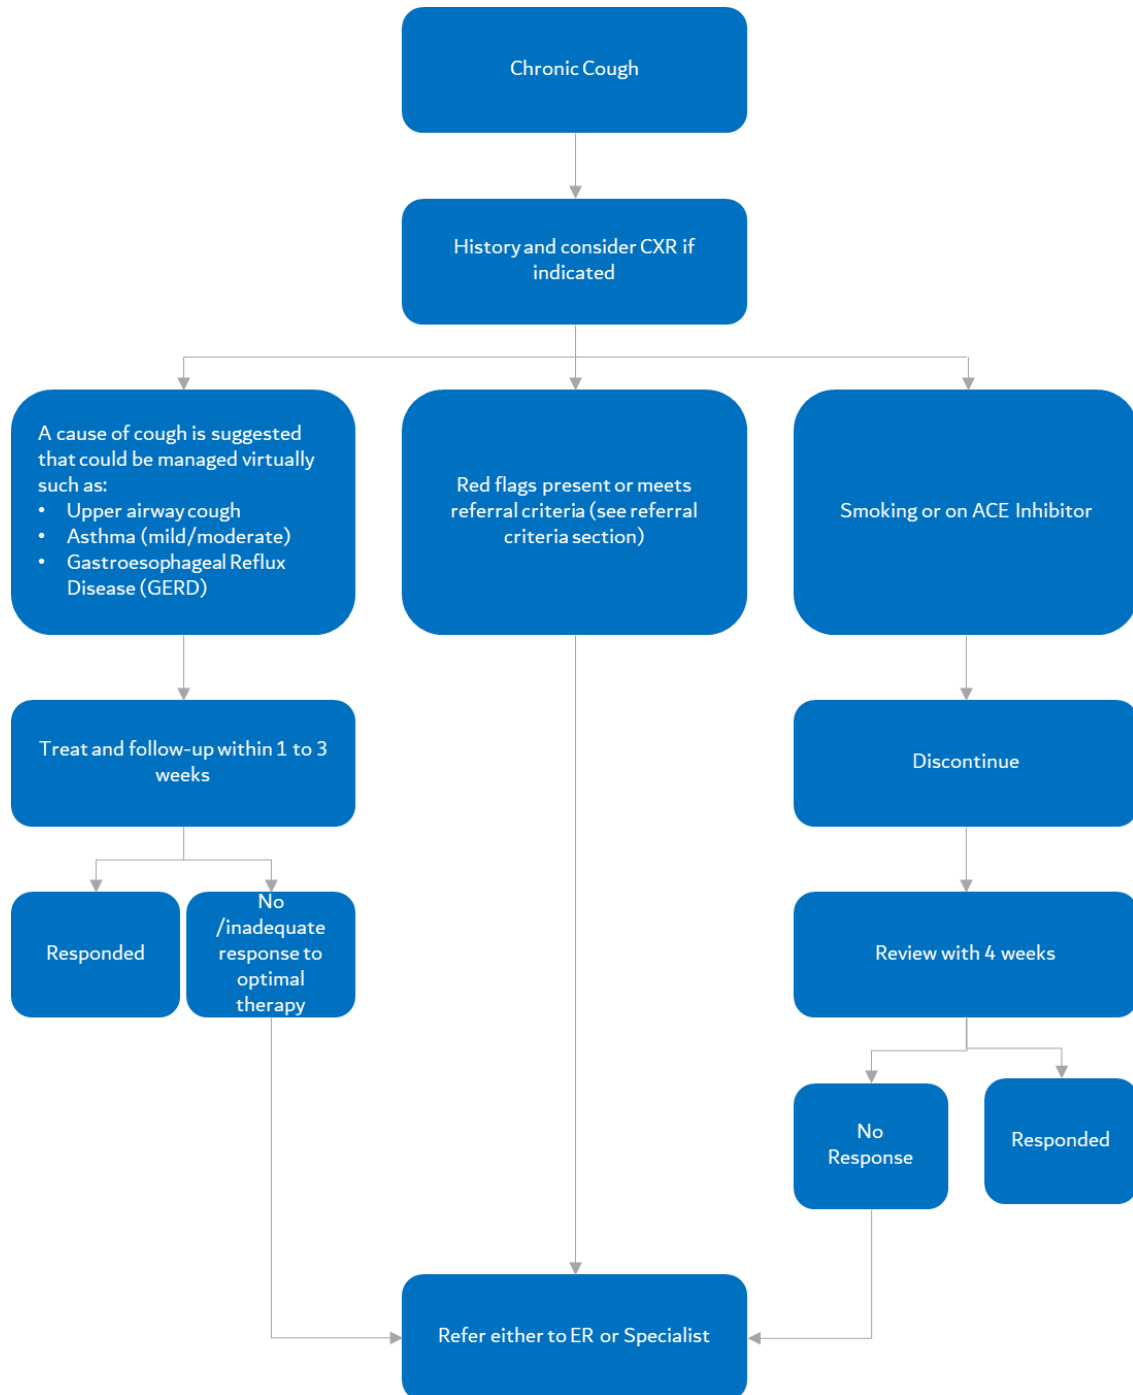 Chronic Cough
History and consider CXR if
indicated
A cause of cough is suggested
that could be managed virtually
such as:
• Upper airway cough
• Asthma (mild/moderate)
• Gastroesophageal Reflux
Disease (GERD)
Red flags present or meets
referral criteria (see referral
criteria section)
Smoking or on ACE Inhibitor
Treat and follow-up within 1 to 3
weeks
Discontinue
Responded
No
/inadequate
response to
optimal
therapy
Review with 4 weeks
No
Response
Responded
Refer either to ER or Specialist